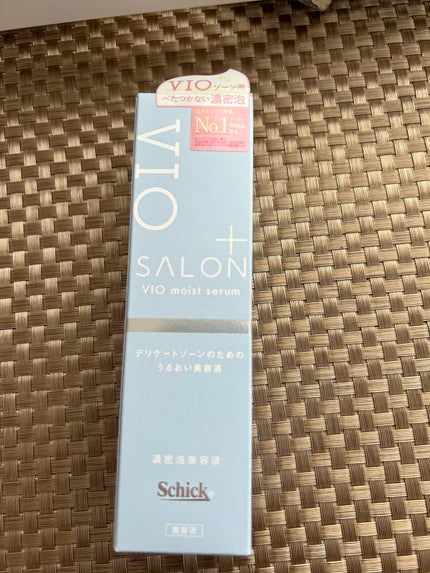 VIOゾーン用
べたつかない濃密泡
No.1
Schick
VIO
+
SALON
VIO moist serum
デリケートゾーンのための
うるおい美容液
濃密泡美容液
Schick
美容液